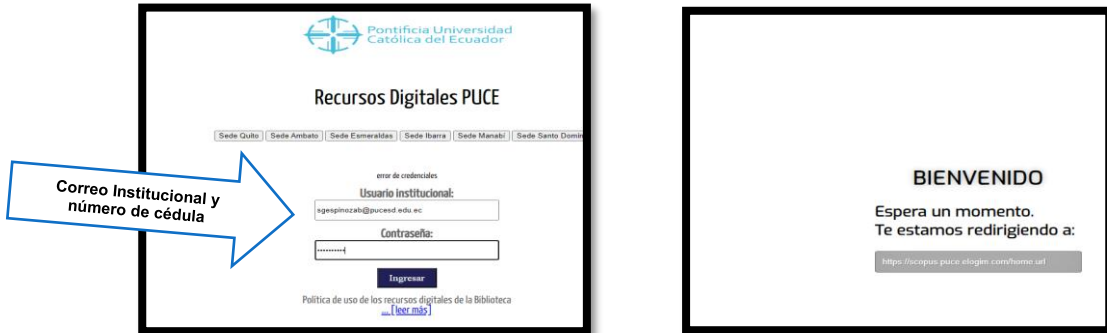 Pontificia Universidad
Católica del Ecuador
Recursos Digitales PUCE
Sede Quito Sede Ambato Sede Esmeraldas Sede Ibarra Sede Manabí Sede Santo Domin
error de credenciales
Usuario institucional:
sgespinozab@pucesd.edu.ec
Contraseña:
Ingresar
Política de uso de los recursos digitales de la Biblioteca
... [leer más]
Correo Institucional y
número de cédula
BIENVENIDO
Espera un momento.
Te estamos redirigiendo a:
https://scopus.puce.elogim.com/home.url